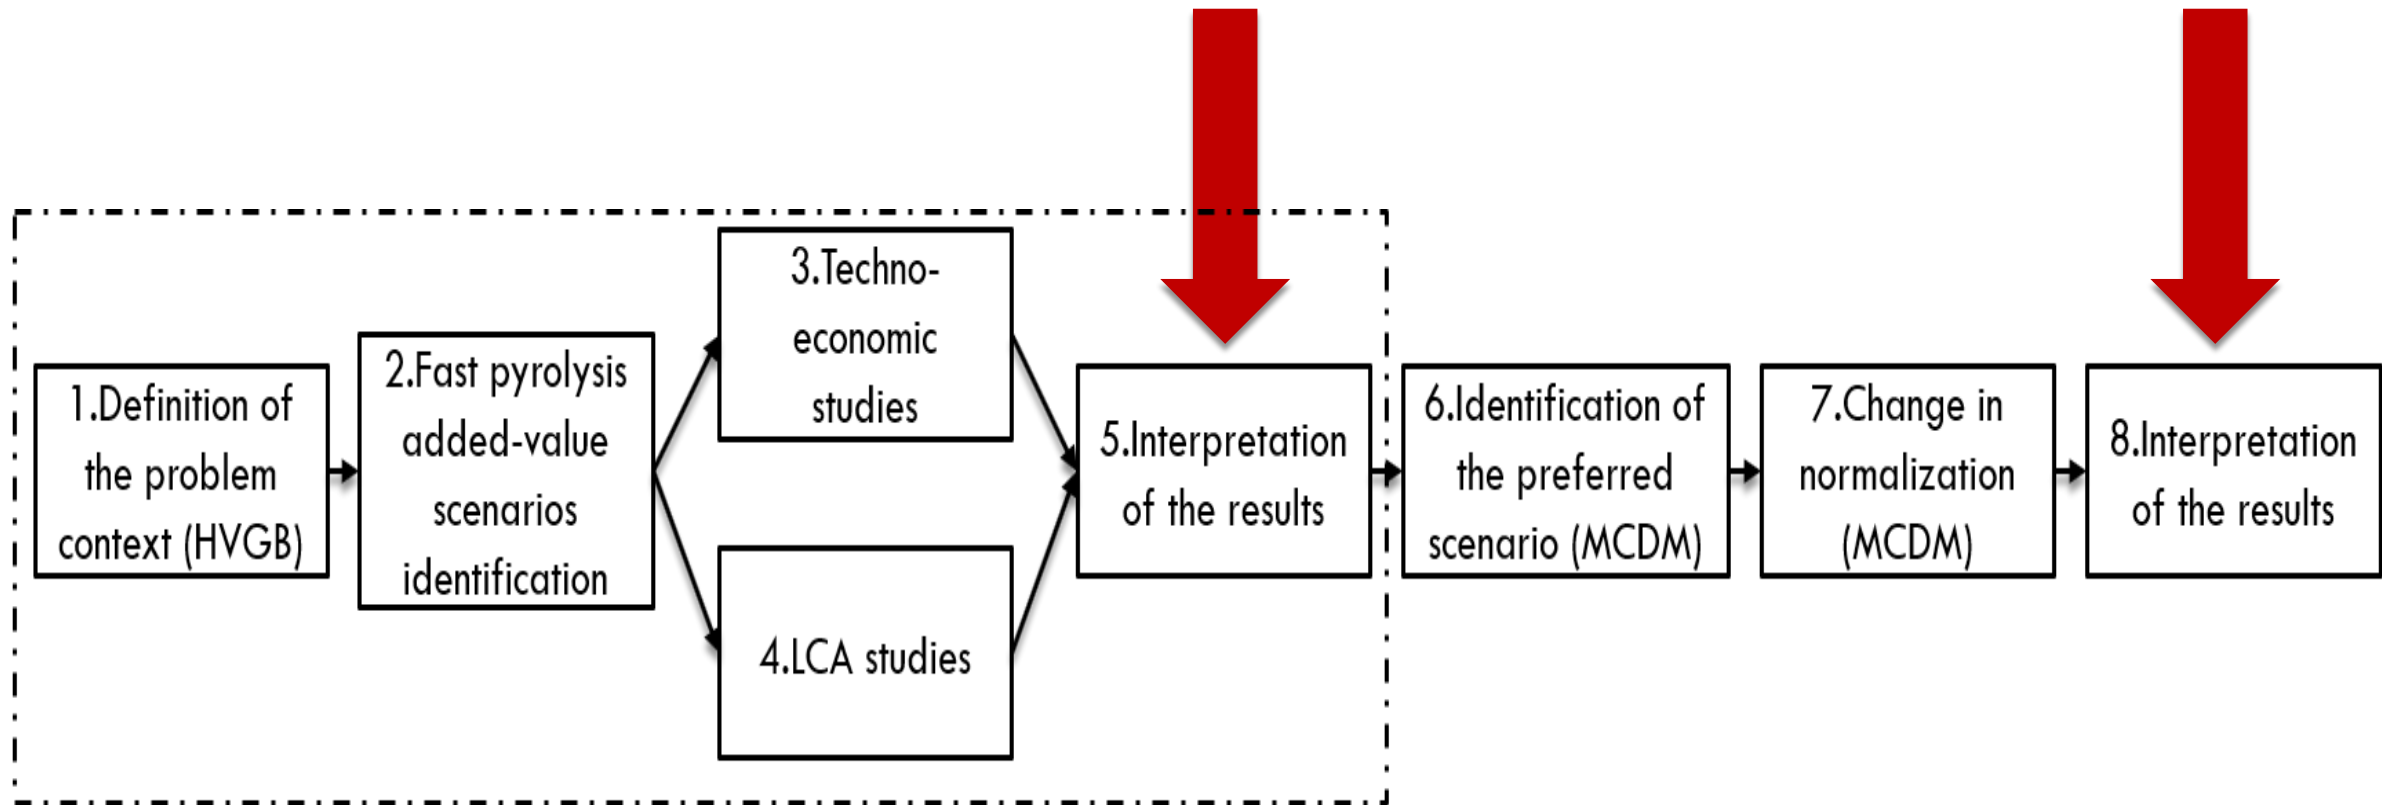 1.Definition of
the problem
context (HVGB)
2.Fast pyrolysis
added-value
scenarios
identification
3.Techno-
economic
studies
4.LCA studies
5.Interpretation
of the results
6.Identification of
the preferred
scenario (MCDM)
7.Change in
normalization
(MCDM)
8.Interpretation
of the results